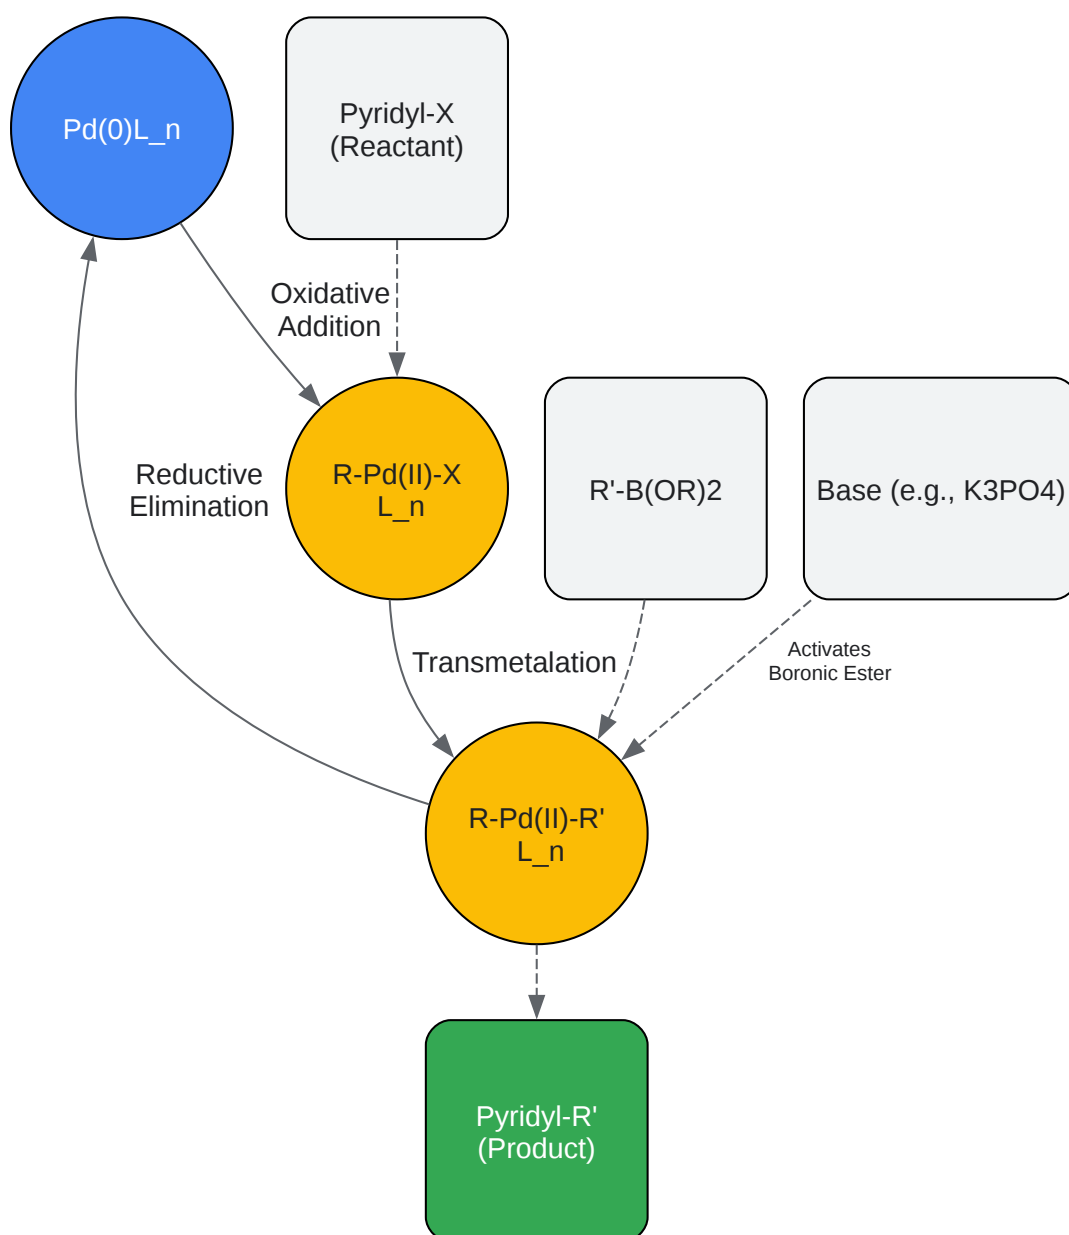 Pd(0)L_n
Pyridyl-X
(Reactant)
Oxidative
Addition
Reductive
Elimination
R-Pd(II)-X
L_n
R'-B(OR)2
Base (e.g., K3PO4)
Transmetalation
Activates
Boronic Ester
R-Pd(II)-R'
L_n
Pyridyl-R'
(Product)